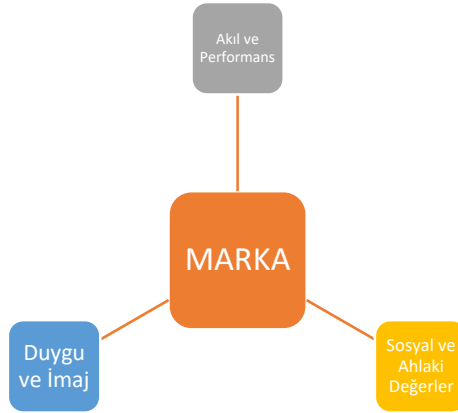 Akıl ve
Performans
MARKA
Duygu
ve İmaj
Sosyal ve
Ahlaki
Değerler